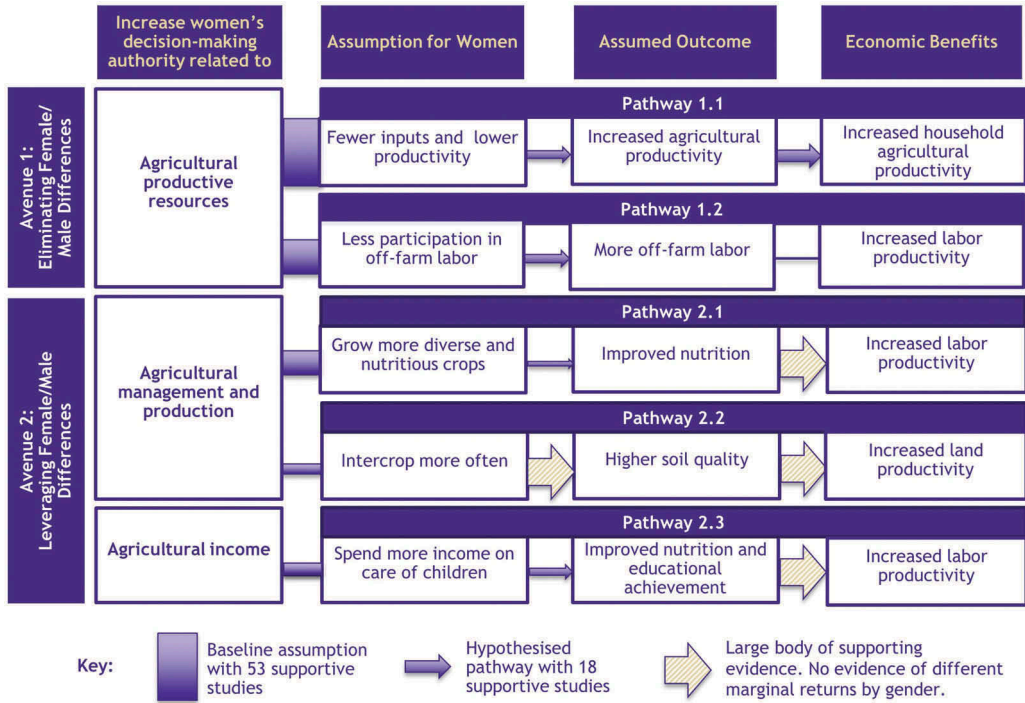 Increase women's
decision-making
authority related to
Assumption for Women
Assumed Outcome
Economic Benefits
Avenue 1:
Eliminating Female/
Male Differences
Agricultural
productive
resources
Pathway 1.1
Fewer inputs and lower
productivity
Increased agricultural
productivity
Increased household
agricultural
productivity
Pathway 1.2
Less participation in
off-farm labor
More off-farm labor
Increased labor
productivity
Avenue 2:
Leveraging Female/Male
Differences
Agricultural
management and
production
Pathway 2.1
Grow more diverse and
nutritious crops
Improved nutrition
Increased labor
productivity
Pathway 2.2
Intercrop more often
Higher soil quality
Increased land
productivity
Agricultural income
Pathway 2.3
Spend more income on
care of children
Improved nutrition and
educational
achievement
Increased labor
productivity
Key:
Baseline assumption
with 53 supportive
studies
Hypothesised
pathway with 18
supportive studies
Large body of supporting
evidence. No evidence of different
marginal returns by gender.